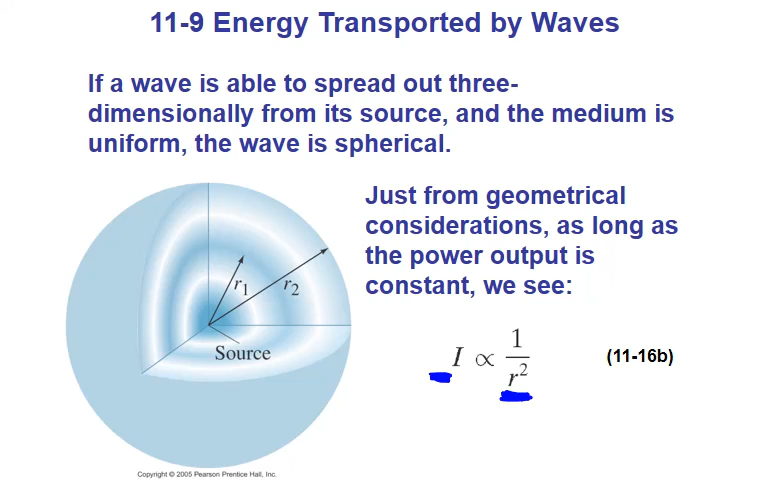 11-9 Energy Transported by Waves
If a wave is able to spread out three-
dimensionally from its source, and the medium is
uniform, the wave is spherical.
Just from geometrical
considerations, as long as
the power output is
constant, we see:
r₁
r₂
Source
I ∝ 1/r²
(11-16b)
Copyright © 2005 Pearson Prentice Hall, Inc.